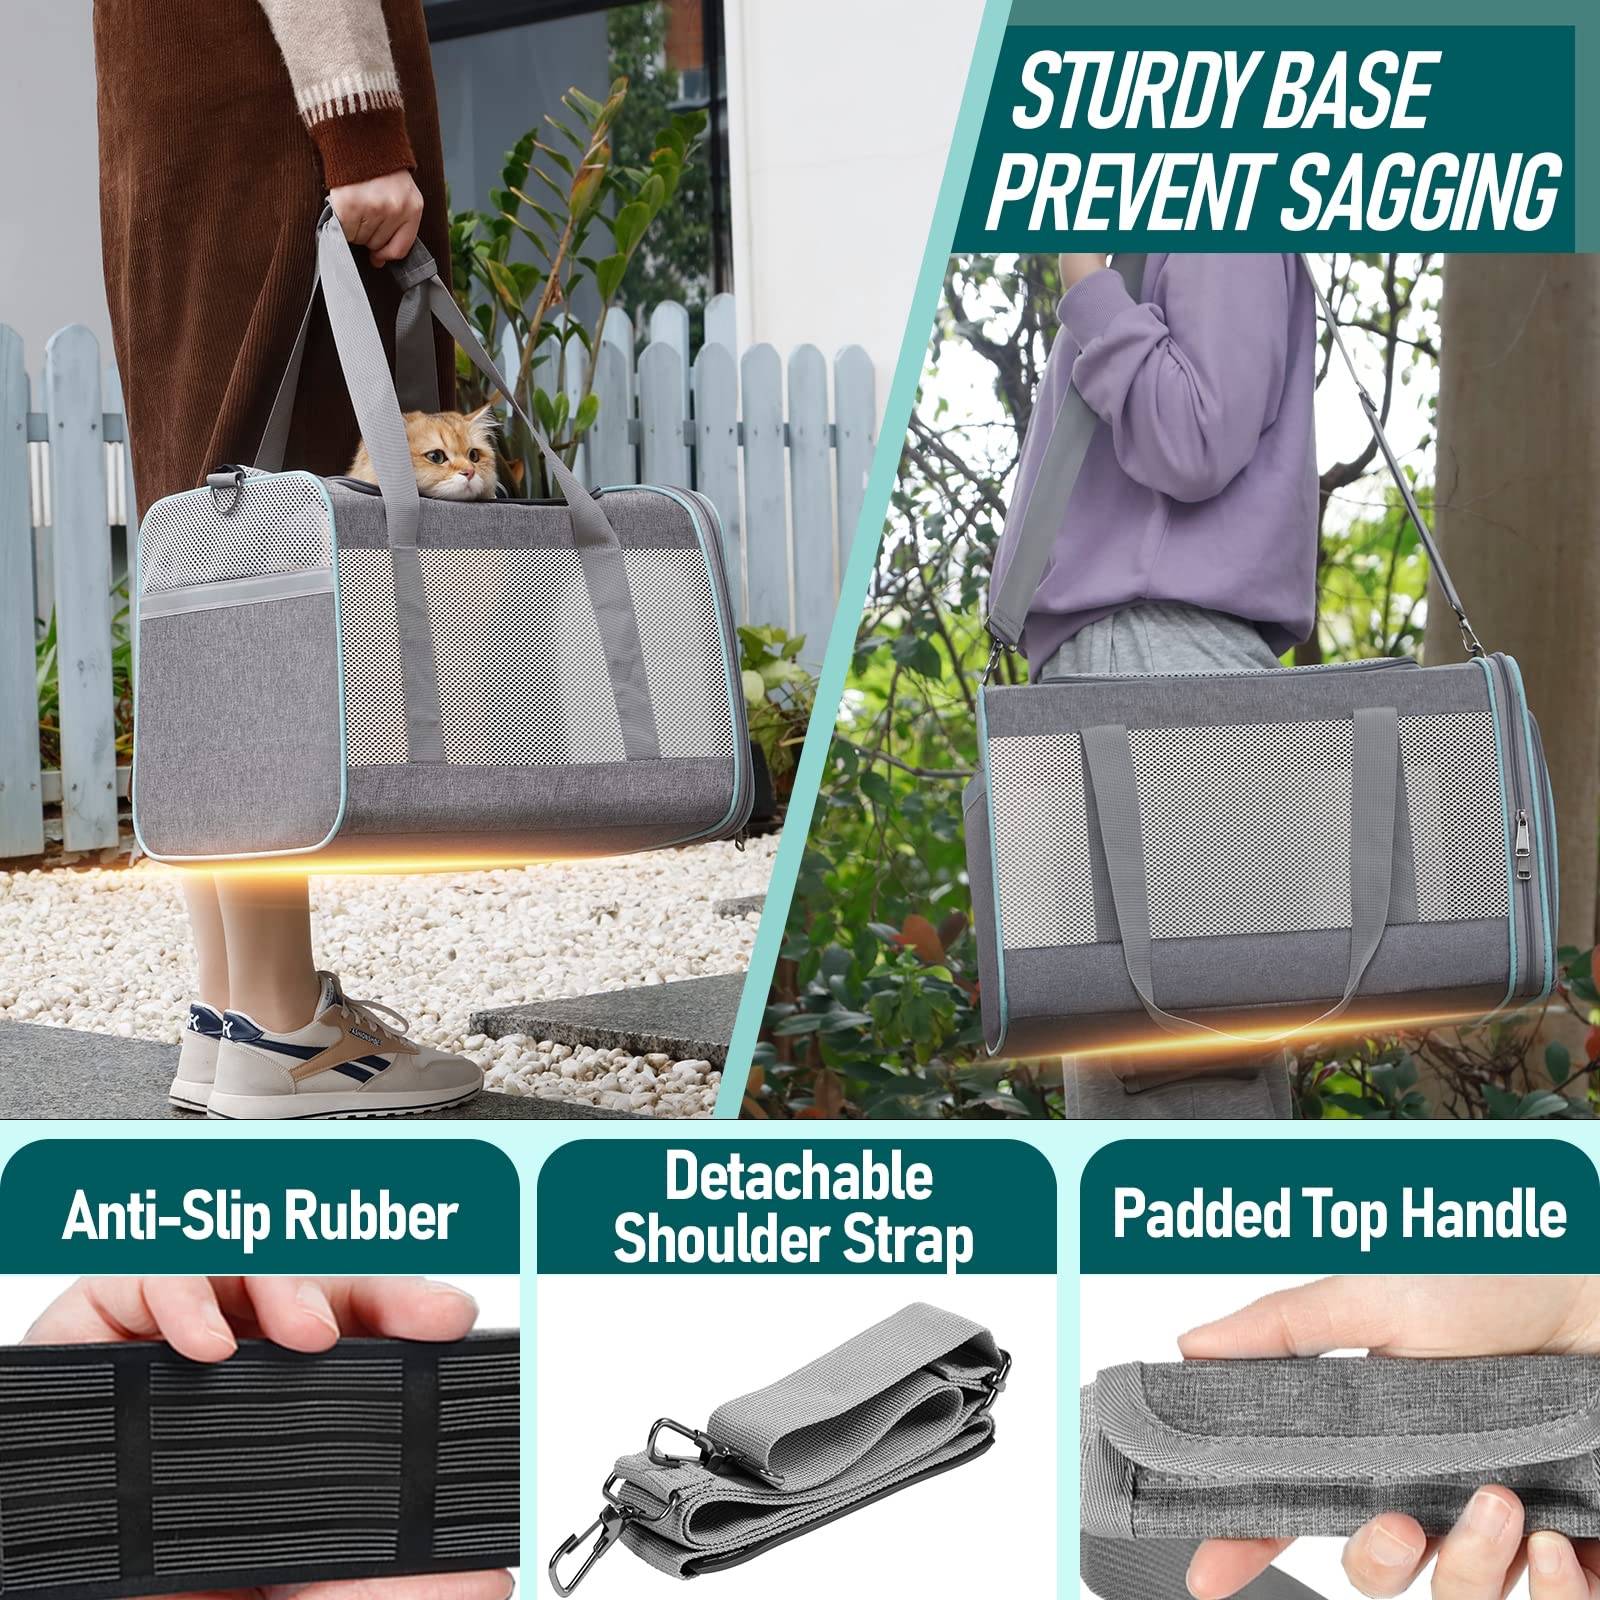 STURDY BASE
PREVENT SAGGING
Anti-Slip Rubber
Detachable
Shoulder Strap
Padded Top Handle